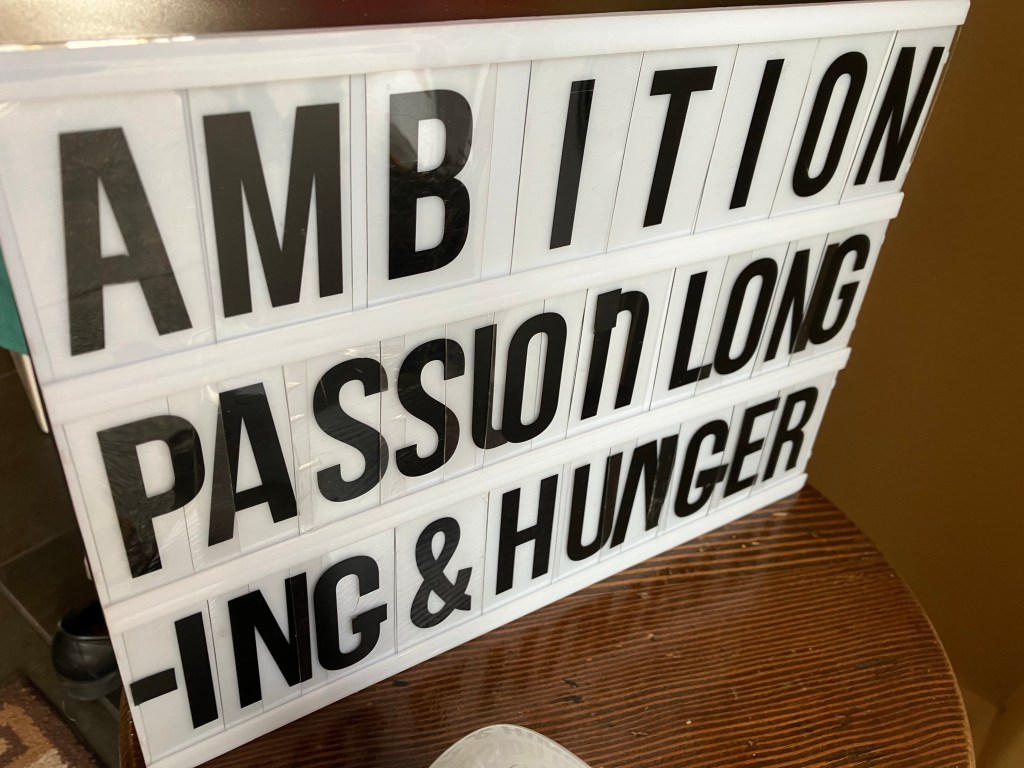 AMBITION
PASSIOn LONG
-ING & HUNGER